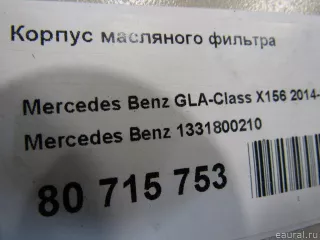 Корпус масляного фильтра
Mercedes Benz GLA-Class X156 2014-
Mercedes Benz 1331800210
80 715 753
eaural.ru